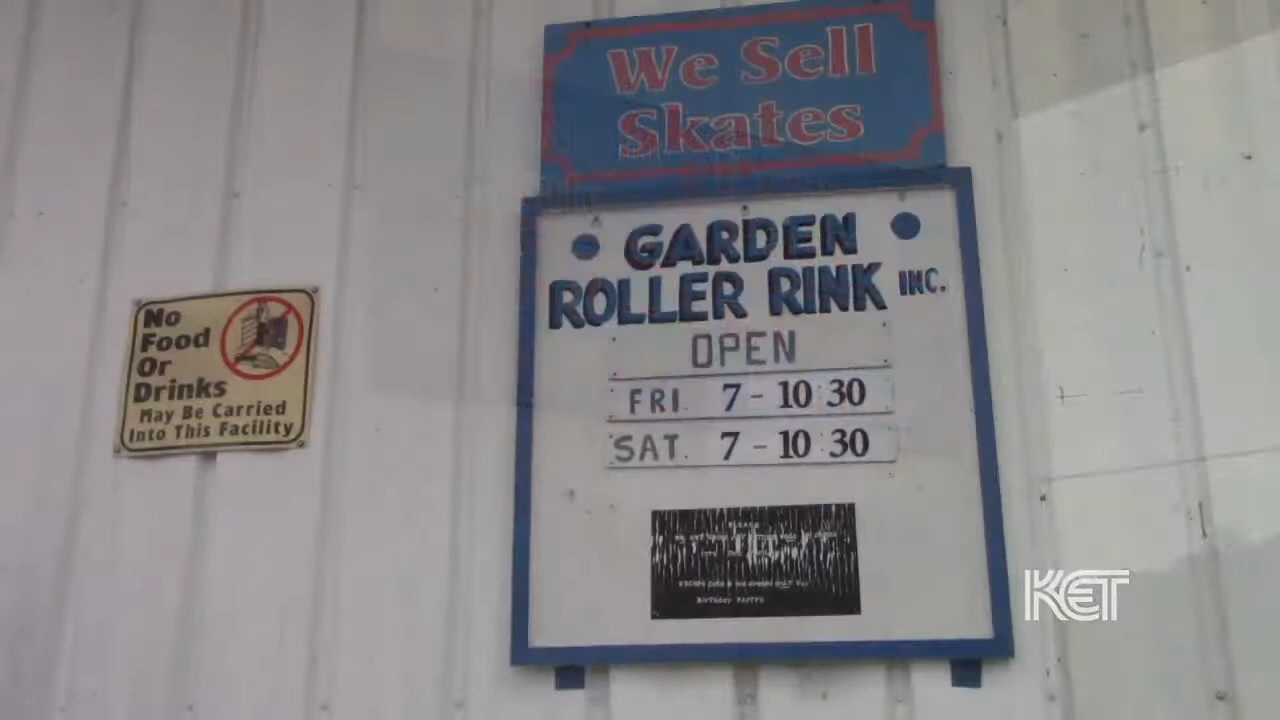 We Sell
Skates
GARDEN
ROLLER RINK INC.
OPEN
FRI. 7 - 10:30
SAT. 7 - 10:30
No
Food
Or
Drinks
May Be Carried
Into This Facility
PLEASE
Birthday
KET